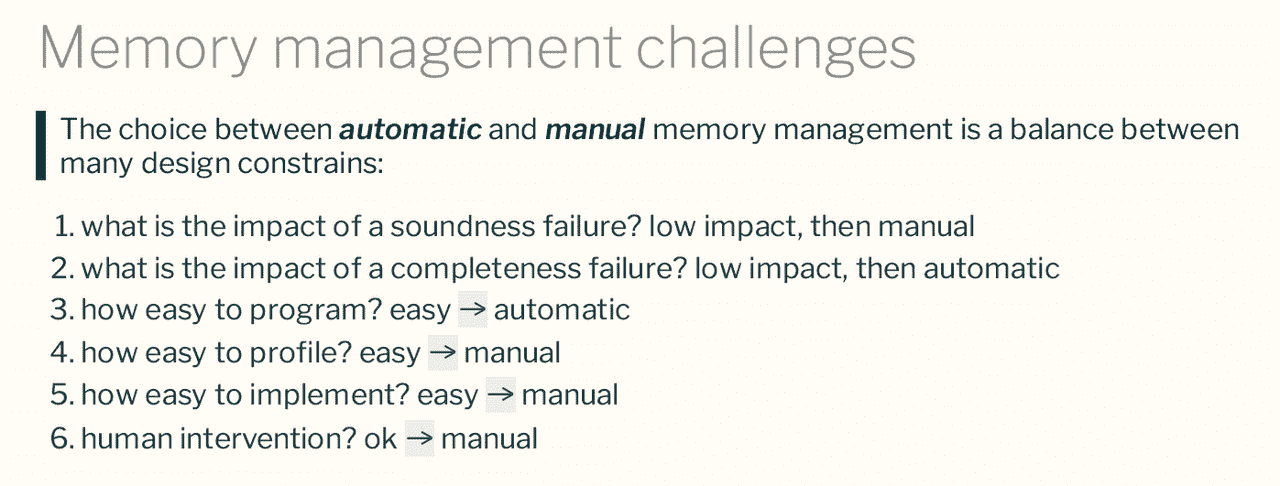 Memory management challenges
The choice between automatic and manual memory management is a balance between
many design constrains:
1. what is the impact of a soundness failure? low impact, then manual
2. what is the impact of a completeness failure? low impact, then automatic
3. how easy to program? easy → automatic
4. how easy to profile? easy → manual
5. how easy to implement? easy → manual
6. human intervention? ok → manual